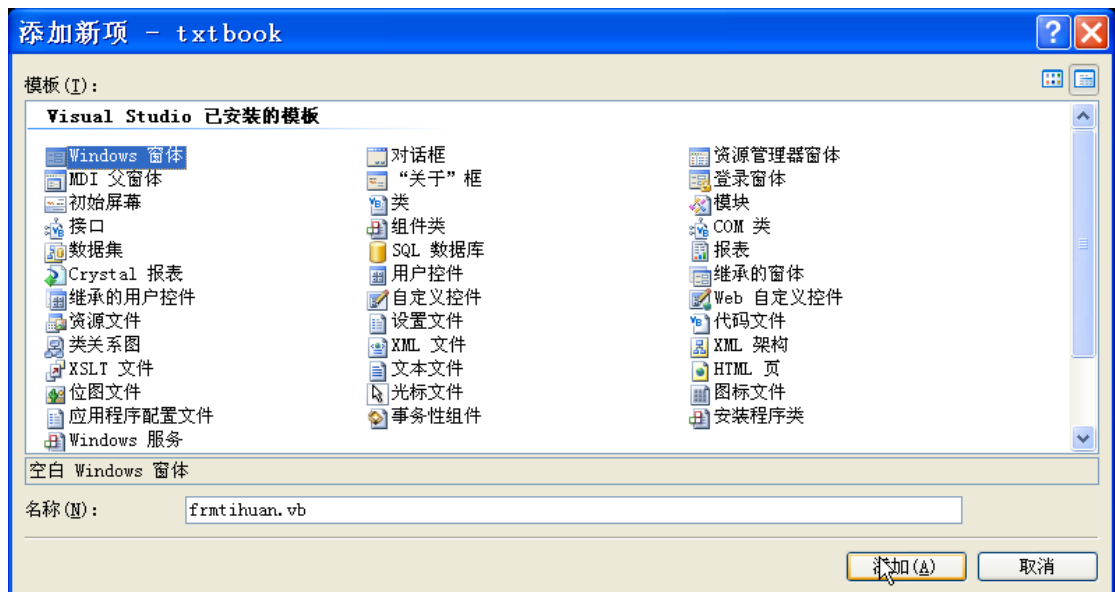 添加新项 - txtbook
模板(T):
Visual Studio 已安装的模板
Windows 窗体 对话框 资源管理器窗体
MDI 父窗体 “关于”框 登录窗体
初始屏幕 类 模块
接口 组件类 COM 类
数据集 SQL 数据库 报表
Crystal 报表 用户控件 继承的窗体
继承的用户控件 自定义控件 Web 自定义控件
资源文件 设置文件 代码文件
类关系图 XML 文件 XML 架构
XSLT 文件 文本文件 HTML 页
位图文件 光标文件 图标文件
应用程序配置文件 事务性组件 安装程序类
Windows 服务
空白 Windows 窗体
名称(N): frmtihuan.vb
添加(A) 取消